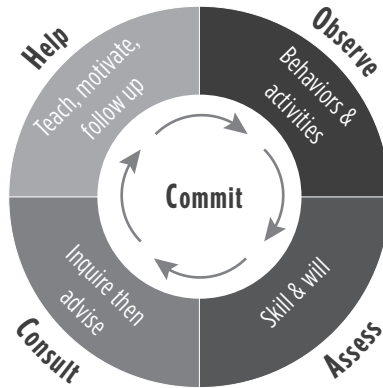 Help
Teach, motivate,
follow up
Observe
Behaviors &
activities
Commit
Inquire then
advise
Consult
Skill & will
Assess